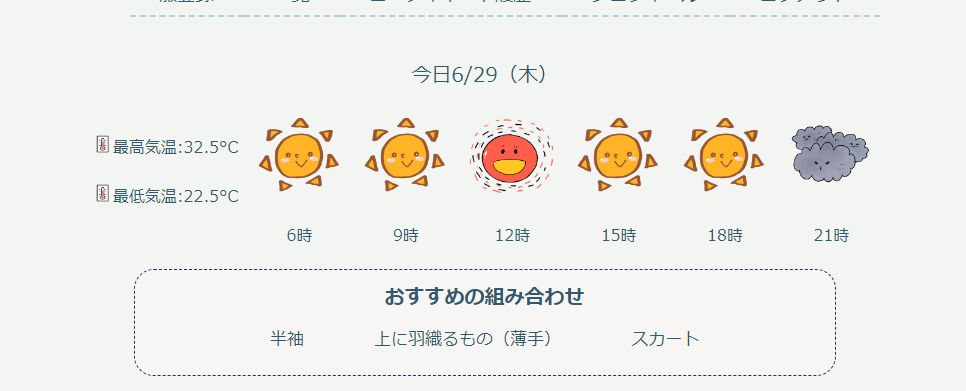 今日6/29（木）
最高気温:32.5°C
最低気温:22.5°C
6時 9時 12時 15時 18時 21時
おすすめの組み合わせ
半袖 上に羽織るもの（薄手） スカート